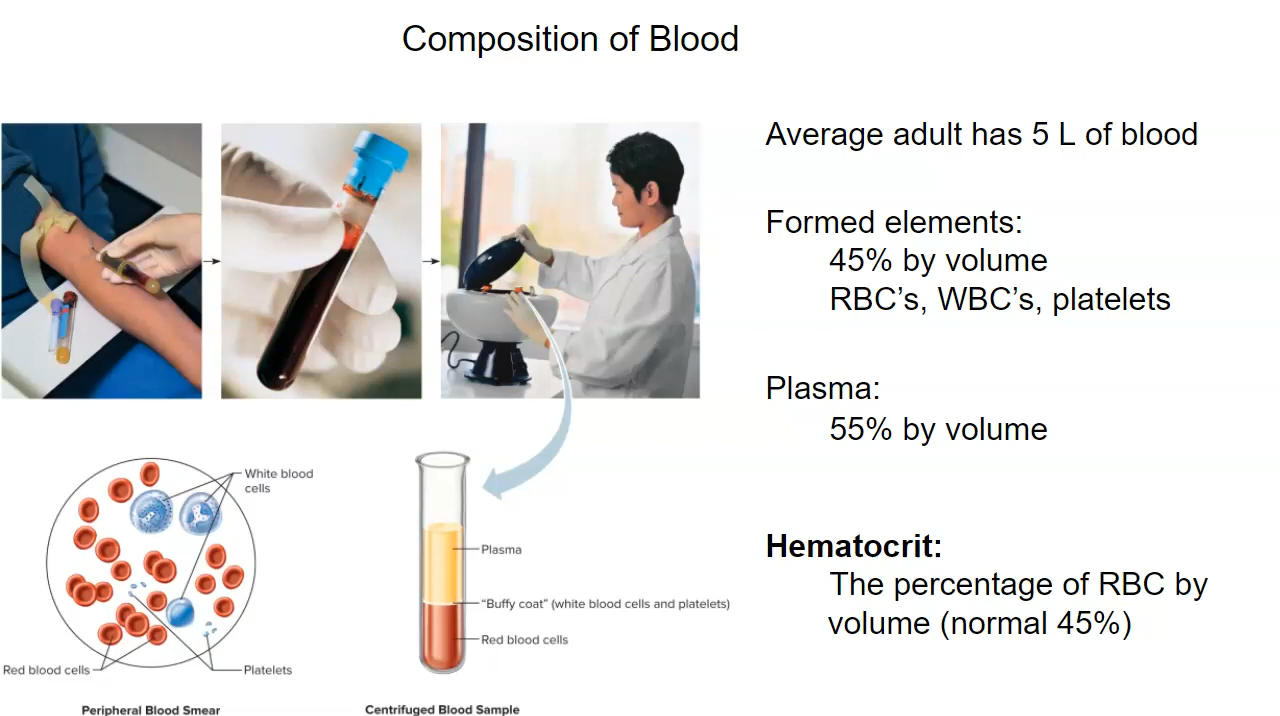 Composition of Blood
Average adult has 5 L of blood
Formed elements:
45% by volume
RBC’s, WBC’s, platelets
Plasma:
55% by volume
Hematocrit:
The percentage of RBC by
volume (normal 45%)
White blood
cells
Red blood cells
Platelets
Peripheral Blood Smear
Plasma
“Buffy coat” (white blood cells and platelets)
Red blood cells
Centrifuged Blood Sample